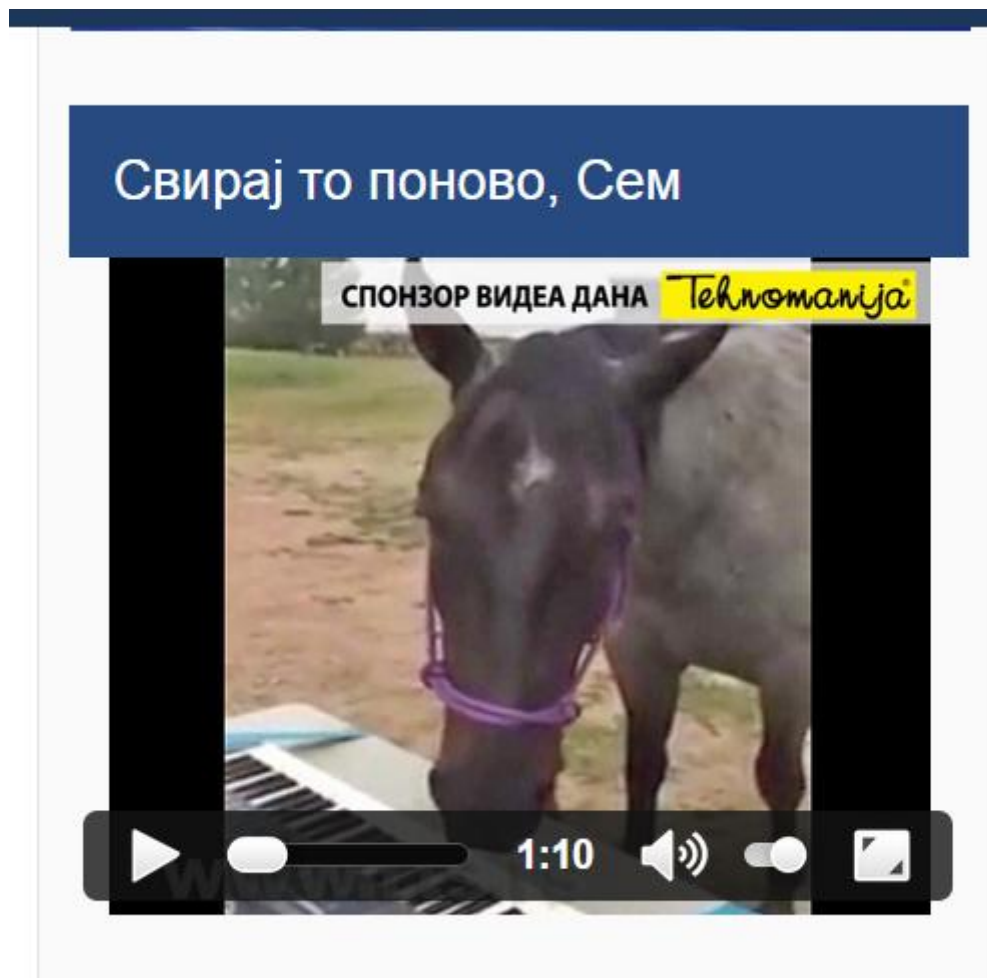 Свирај то поново, Сем
СПОНЗОР ВИДЕА ДАНА Tehnomanija
1:10